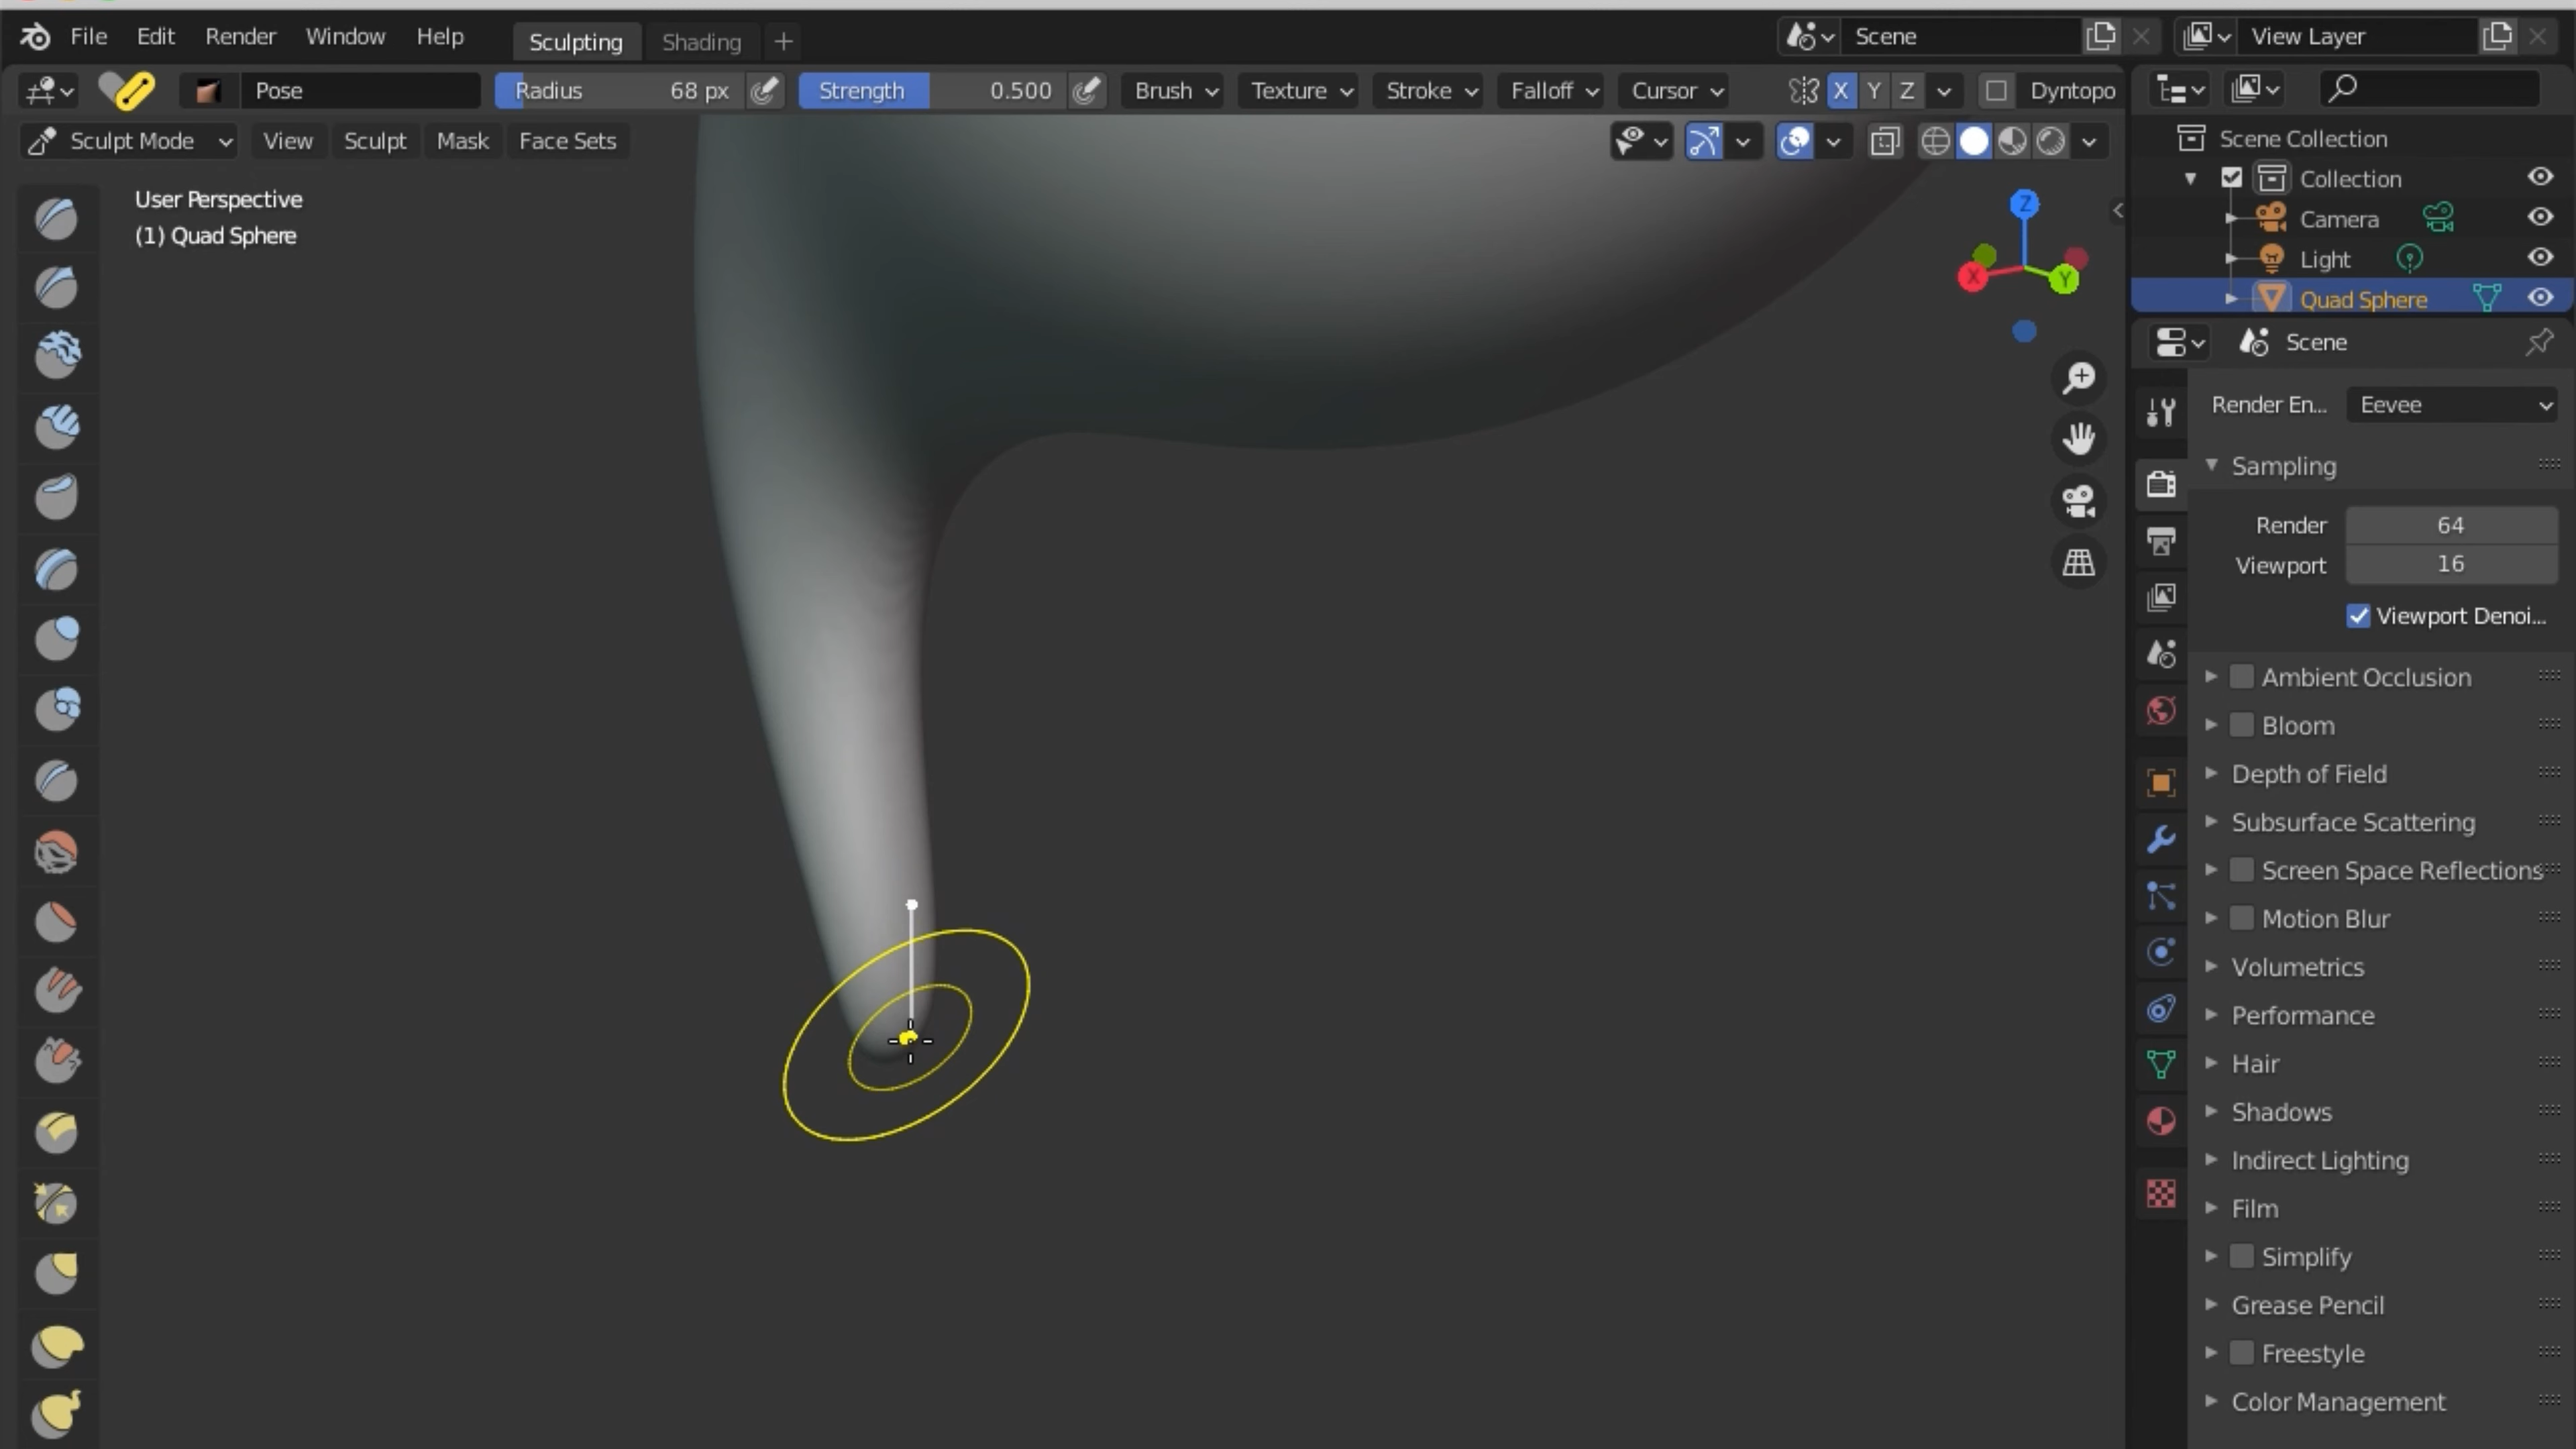 File Edit Render Window Help Sculpting Shading + Scene View Layer
Pose Radius 68 px Strength 0.500 Brush Texture Stroke Falloff Cursor X Y Z Dyntopo
Sculpt Mode View Sculpt Mask Face Sets
User Perspective
(1) Quad Sphere
Z
X
Y
Scene Collection
Collection
Camera
Light
Quad Sphere
Scene
Render En... Eevee
Sampling
Render 64
Viewport 16
Viewport Denoi...
Ambient Occlusion
Bloom
Depth of Field
Subsurface Scattering
Screen Space Reflections
Motion Blur
Volumetrics
Performance
Hair
Shadows
Indirect Lighting
Film
Simplify
Grease Pencil
Freestyle
Color Management